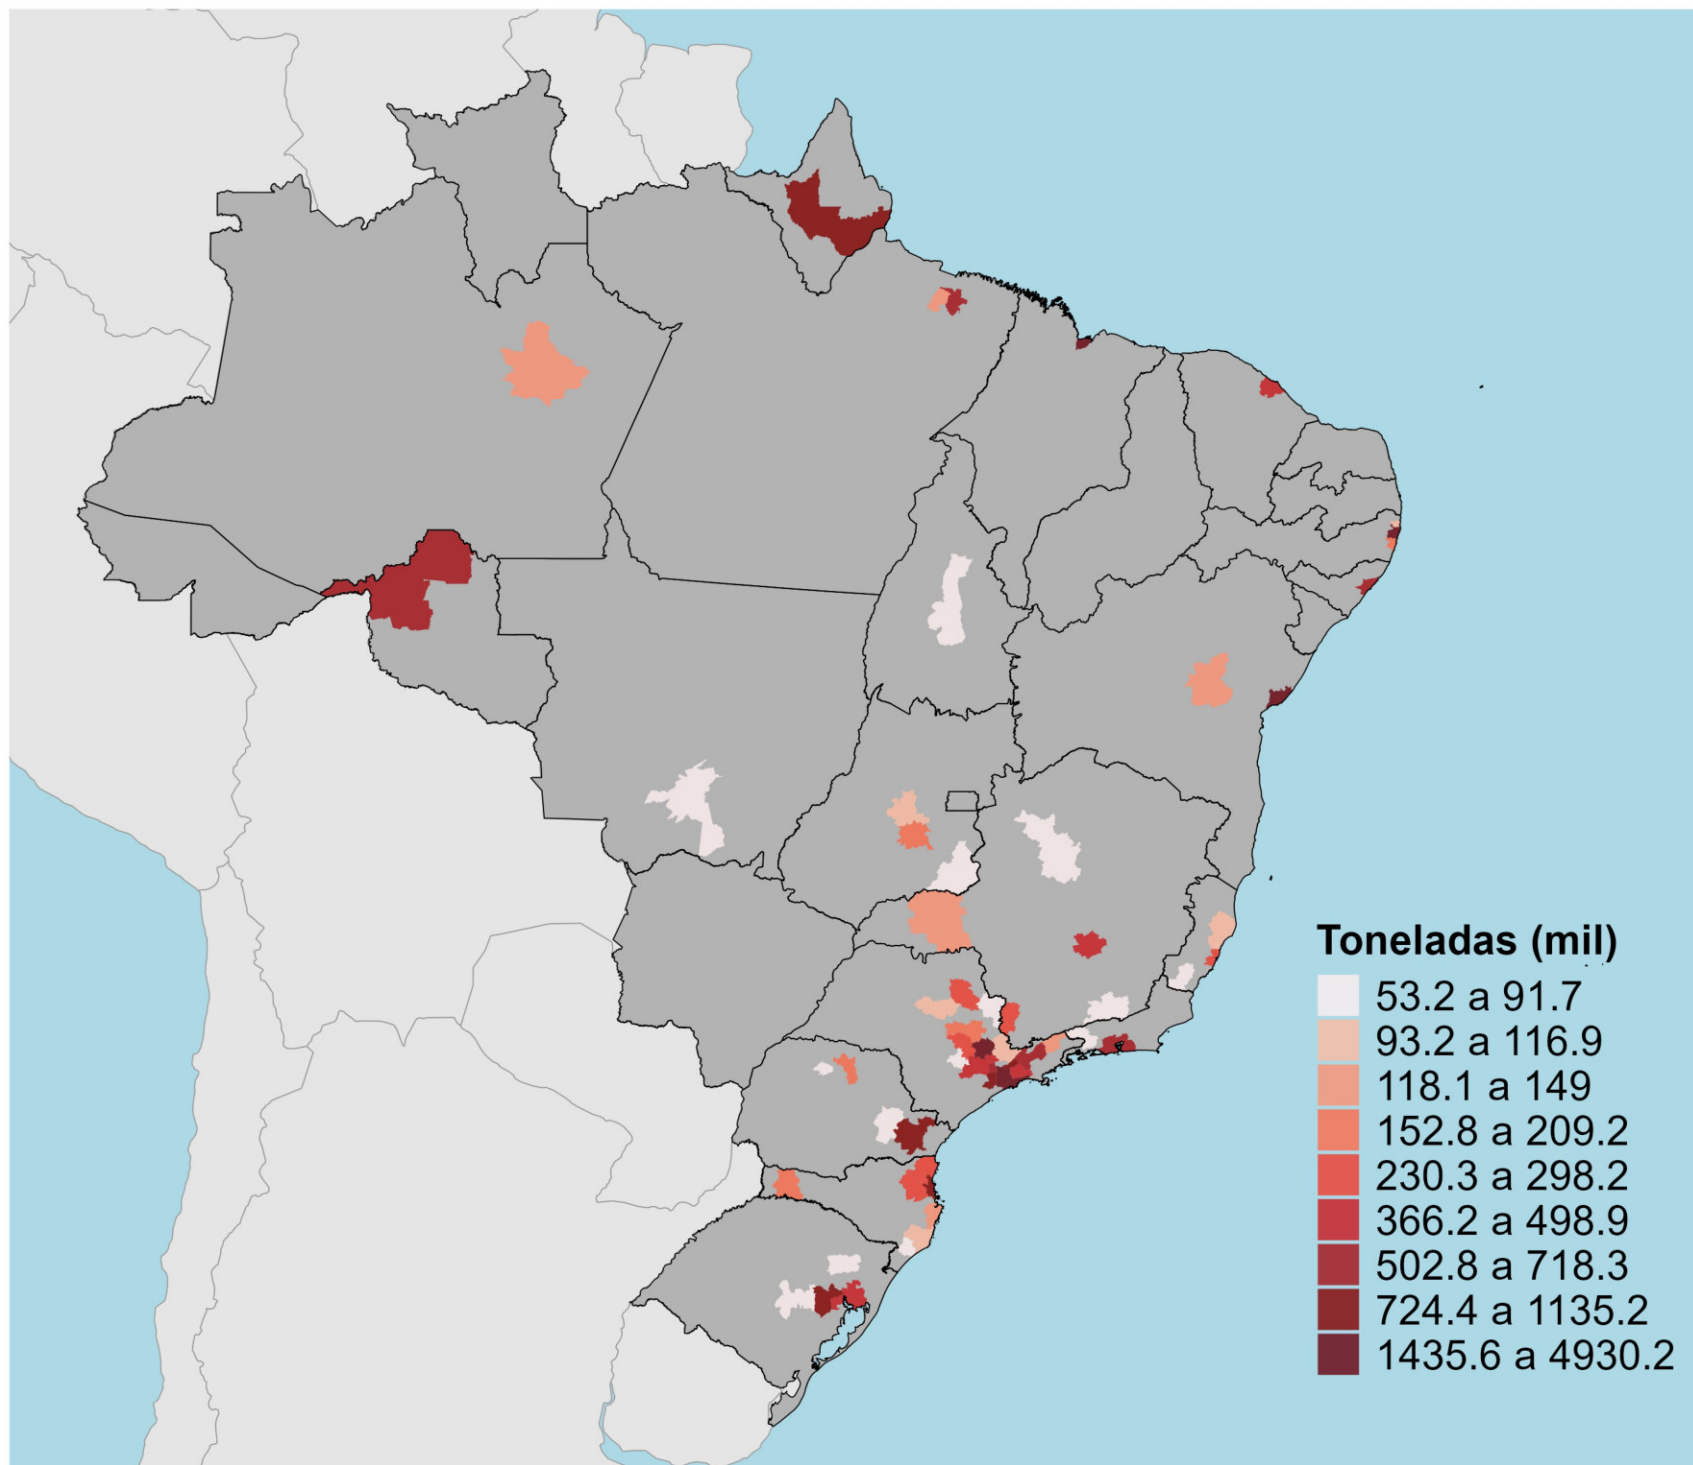 Toneladas (mil)
53.2 a 91.7
93.2 a 116.9
118.1 a 149
152.8 a 209.2
230.3 a 298.2
366.2 a 498.9
502.8 a 718.3
724.4 a 1135.2
1435.6 a 4930.2